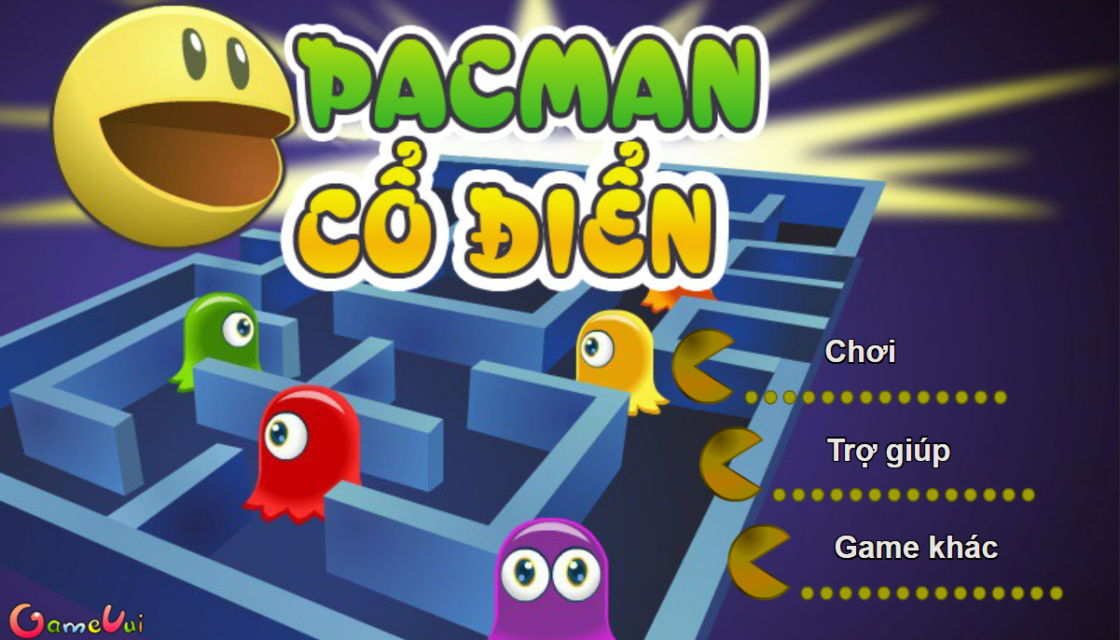 PACMAN
CỔ ĐIỂN
Chơi
Trợ giúp
Game khác
GameVui